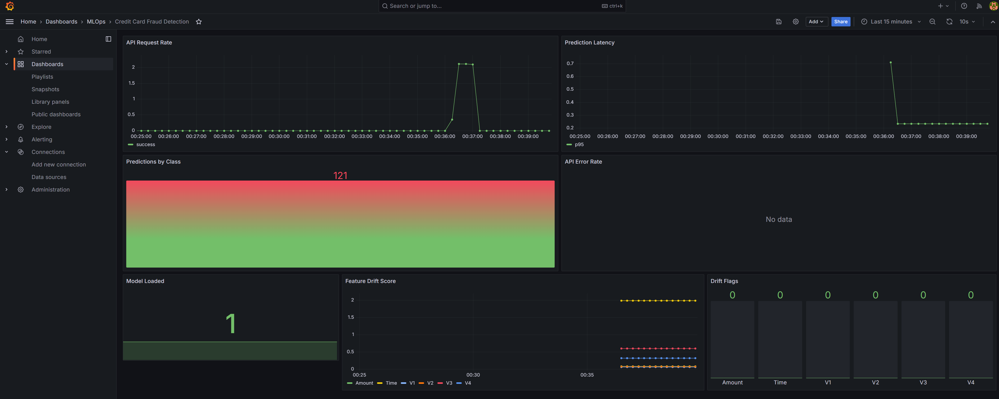 Search or jump to...
ctrl+k
Home › Dashboards › MLOps › Credit Card Fraud Detection
Add
Share
Last 15 minutes
10s
Home
Starred
Dashboards
Playlists
Snapshots
Library panels
Public dashboards
Explore
Alerting
Connections
Add new connection
Data sources
Administration
API Request Rate
2
1.5
1
0.5
0
00:25:00 00:26:00 00:27:00 00:28:00 00:29:00 00:30:00 00:31:00 00:32:00 00:33:00 00:34:00 00:35:00 00:36:00 00:37:00 00:38:00 00:39:00
success
Prediction Latency
0.7
0.6
0.5
0.4
0.3
0.2
00:25:00 00:26:00 00:27:00 00:28:00 00:29:00 00:30:00 00:31:00 00:32:00 00:33:00 00:34:00 00:35:00 00:36:00 00:37:00 00:38:00 00:39:00
p95
Predictions by Class
121
API Error Rate
No data
Model Loaded
1
Feature Drift Score
2
1.5
1
0.5
0
00:25 00:30 00:35
Amount Time V1 V2 V3 V4
Drift Flags
0 0 0 0 0 0
Amount Time V1 V2 V3 V4